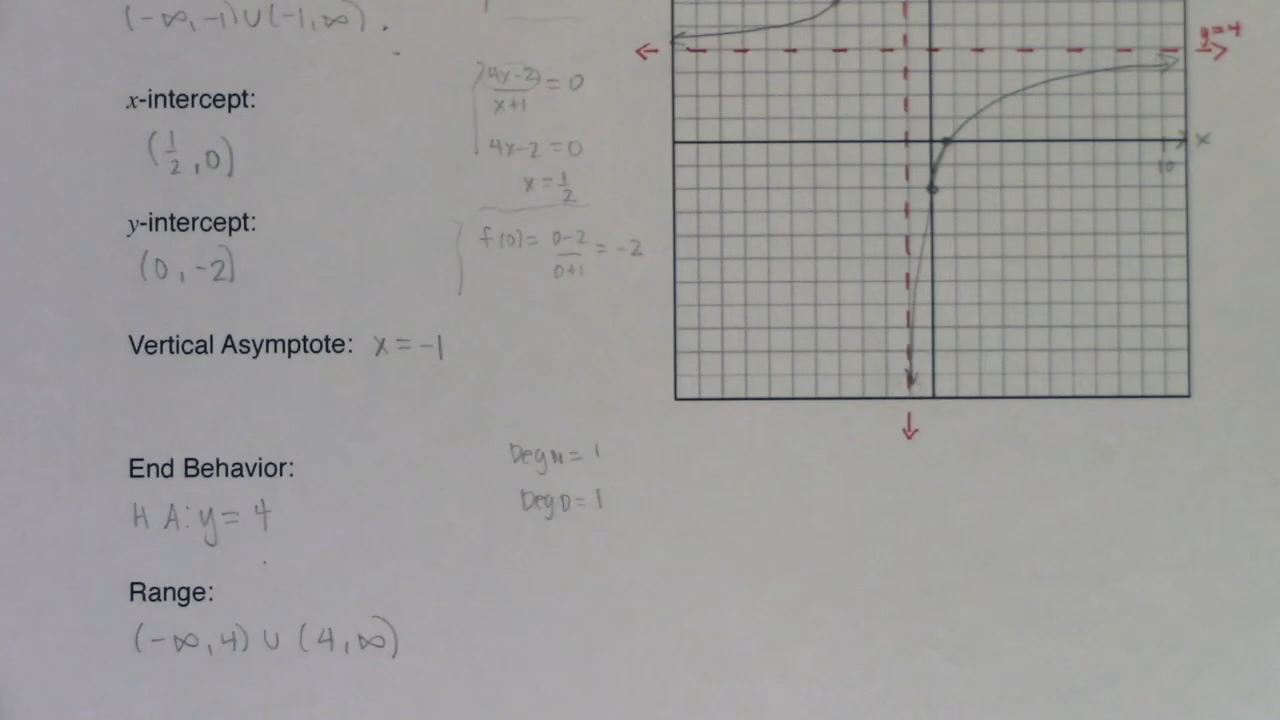 (-∞,-1)∪(-1,∞).
x-intercept:
(1/2, 0)
(4x-2)/(x+1) = 0
4x-2 = 0
x = 1/2
y-intercept:
(0, -2)
f(0) = (0-2)/(0+1) = -2
Vertical Asymptote: x = -1
End Behavior:
HA: y = 4
Deg N = 1
Deg D = 1
Range:
(-∞,4) ∪ (4,∞)
y=4
x
10